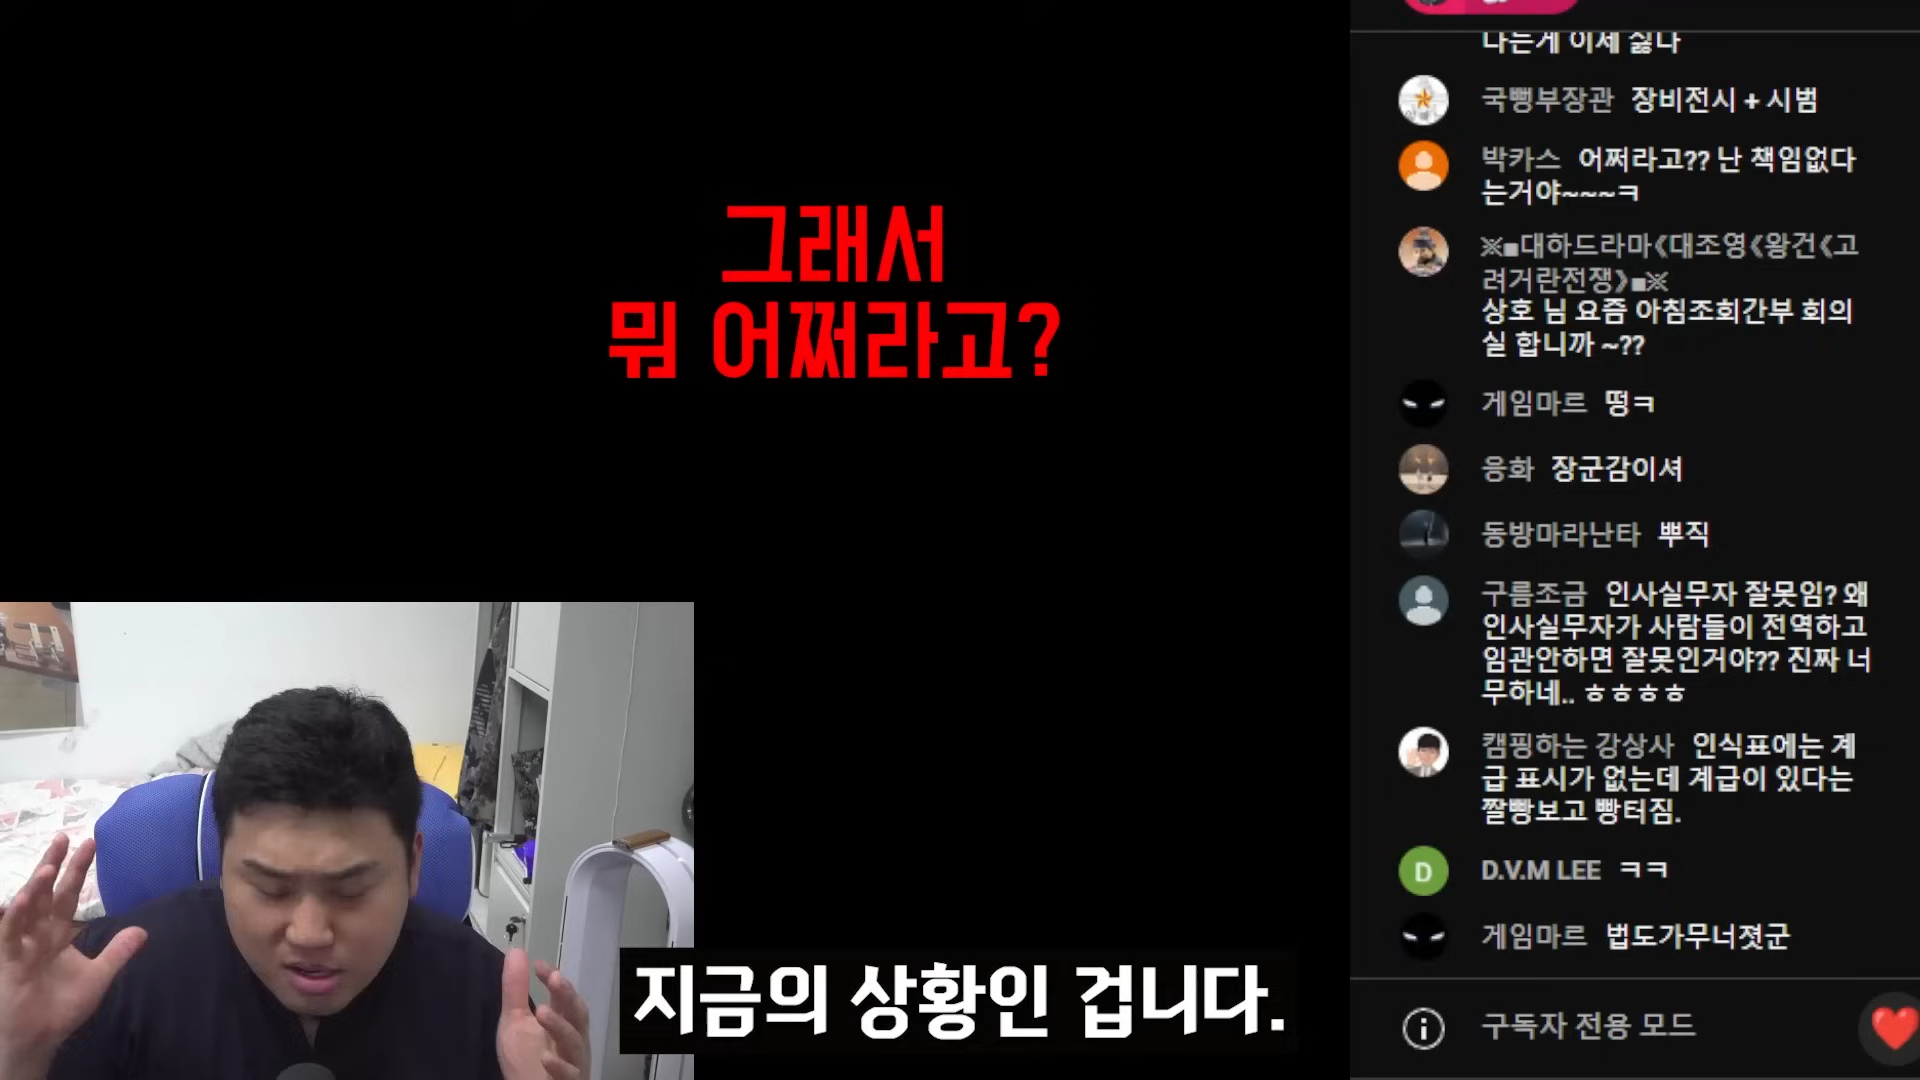 그래서
뭐 어쩌라고?
지금의 상황인 겁니다.
나는게 이제 싫다
국뻥부장관 장비전시 + 시범
박카스 어쩌라고?? 난 책임없다
는거야~~~ㅋ
※■대하드라마《대조영《왕건《고
려거란전쟁》■※
상호 님 요즘 아침조회간부 회의
실 합니까 ~??
게임마르 떵ㅋ
응화 장군감이셔
동방마라난타 뿌직
구름조금 인사실무자 잘못임? 왜
인사실무자가 사람들이 전역하고
임관안하면 잘못인거야?? 진짜 너
무하네.. ㅎㅎㅎㅎ
캠핑하는 강상사 인식표에는 계
급 표시가 없는데 계급이 있다는
짤빵보고 빵터짐.
D
D.V.M LEE ㅋㅋ
게임마르 법도가무너졋군
구독자 전용 모드